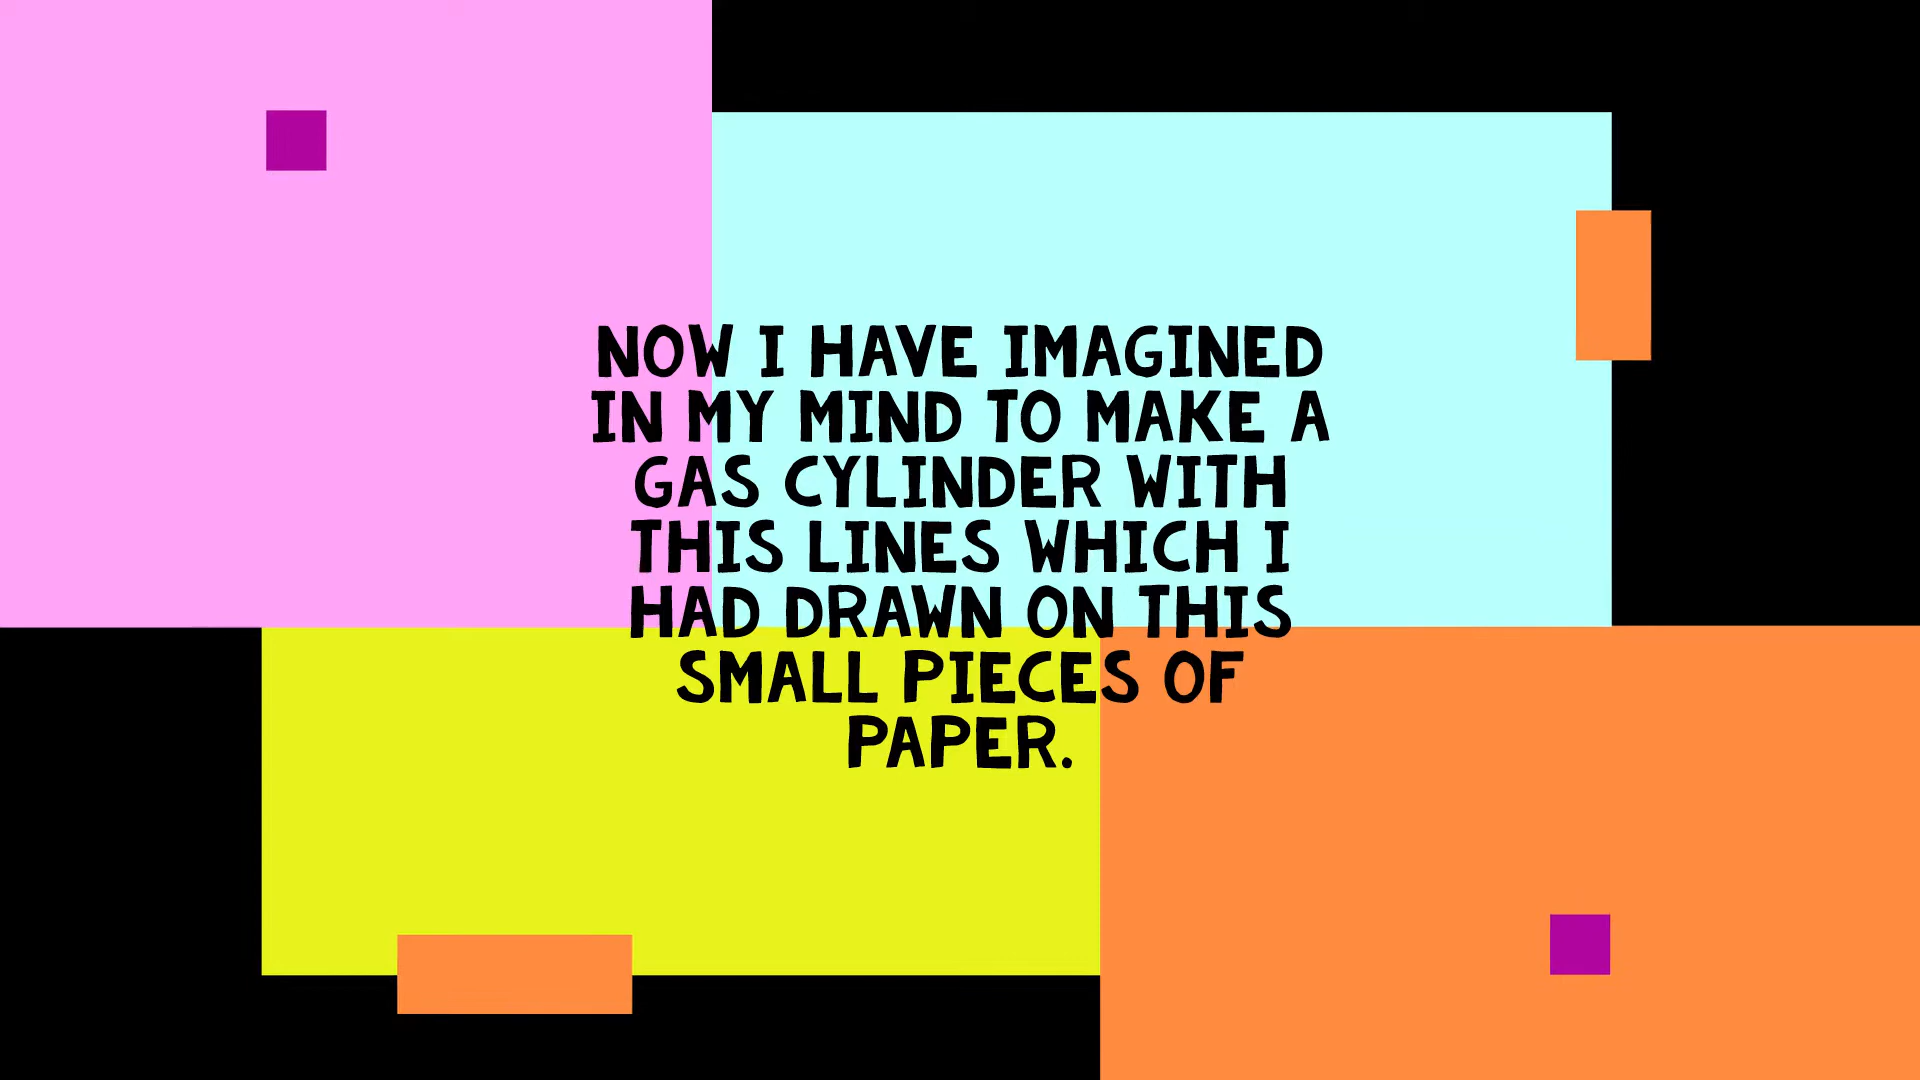 NOW I HAVE IMAGINED
IN MY MIND TO MAKE A
GAS CYLINDER WITH
THIS LINES WHICH I
HAD DRAWN ON THIS
SMALL PIECES OF
PAPER.